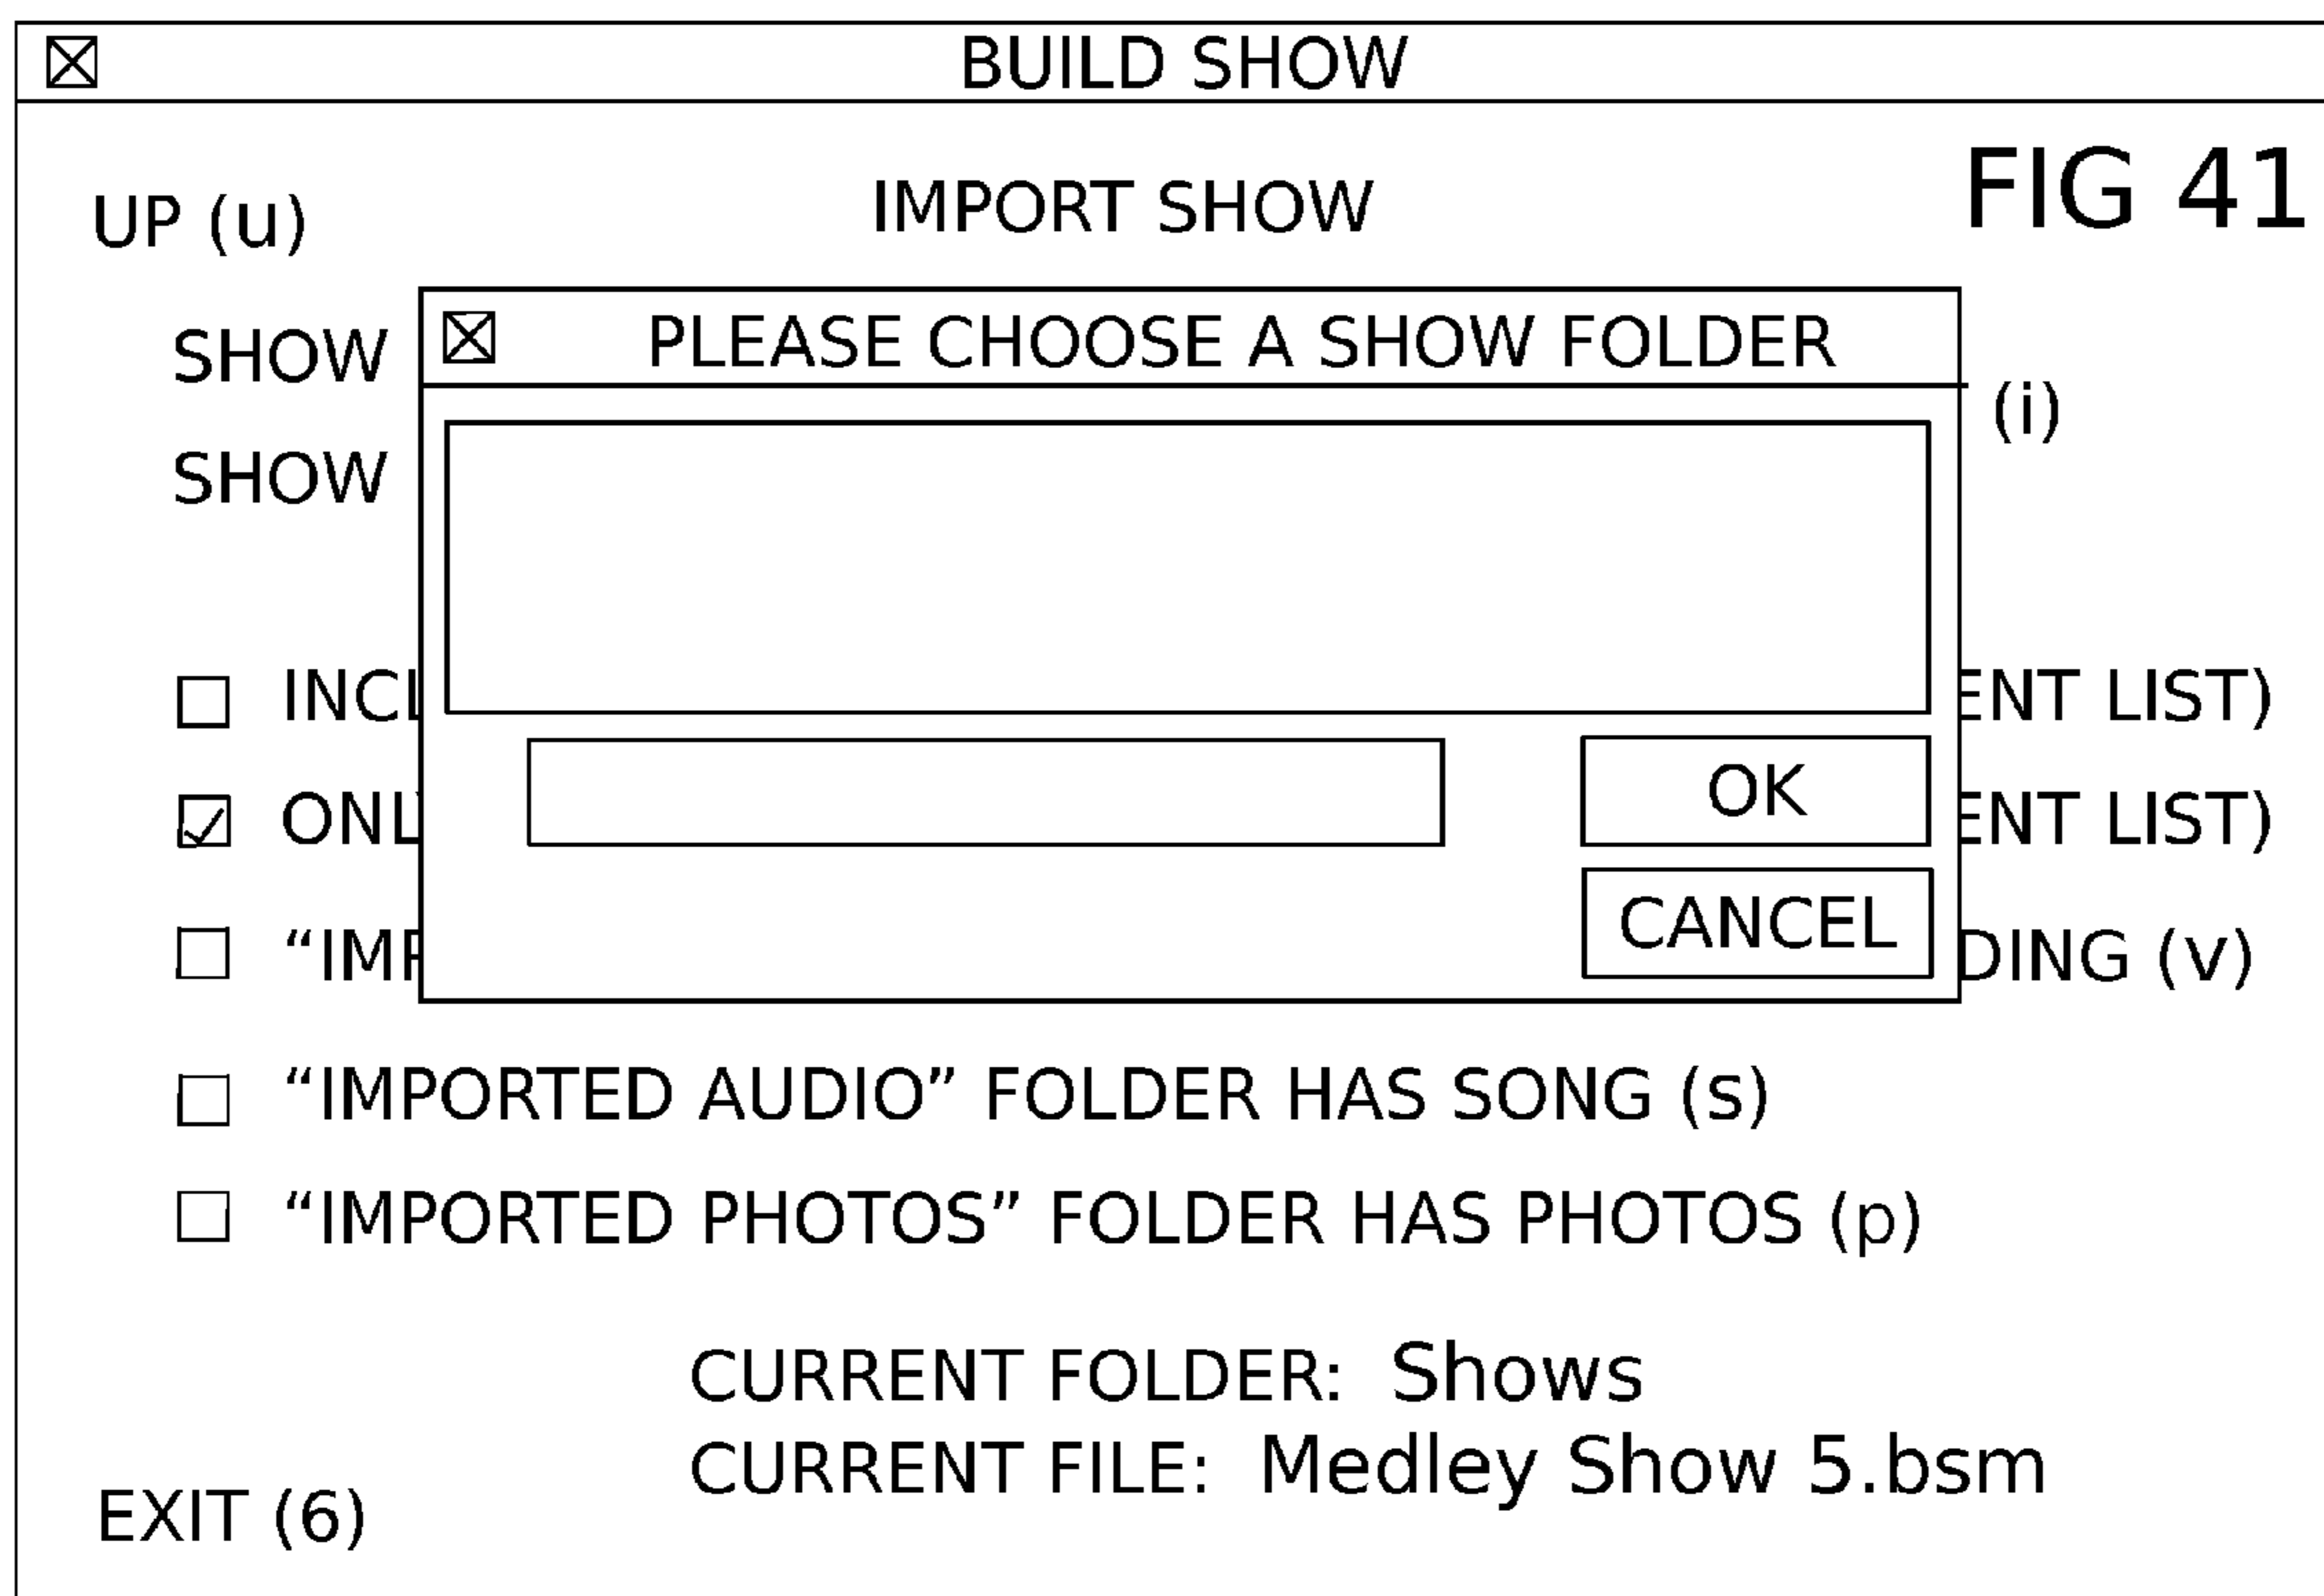 BUILD SHOW
FIG 41
UP (u)
IMPORT SHOW
SHOW
PLEASE CHOOSE A SHOW FOLDER
(i)
SHOW
ENT LIST)
OK
ONL
ENT LIST)
CANCEL
DING (v)
“IMPORTED AUDIO” FOLDER HAS SONG (s)
“IMPORTED PHOTOS” FOLDER HAS PHOTOS (p)
CURRENT FOLDER: Shows
CURRENT FILE: Medley Show 5.bsm
EXIT (6)